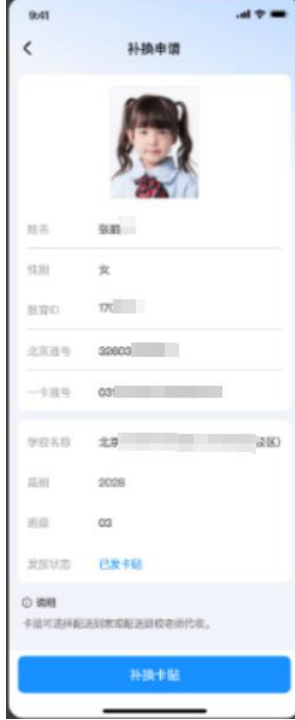 9:41
补换申请
姓名 张
性别 女
教育ID 170
北京通号 32603
一卡通号 031
学校名称 北京 校区)
届别 2028
班级 03
发放状态 已发卡贴
说明
卡贴可选择配送到家或配送到校老师代收。
补换卡贴